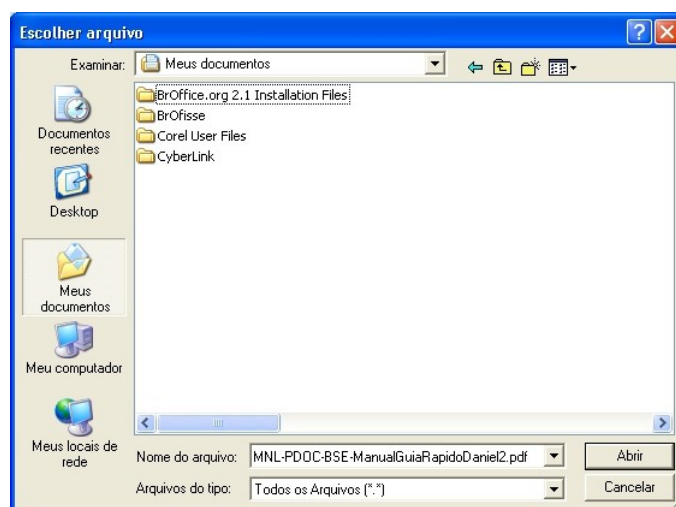 Escolher arquivo
Examinar:
Meus documentos
BrOffice.org 2.1 Installation Files
BrOfisse
Corel User Files
CyberLink
Documentos
recentes
Desktop
Meus
documentos
Meu computador
Meus locais de
rede
Nome do arquivo:
MNL-PDOC-BSE-ManualGuiaRapidoDaniel2.pdf
Abrir
Arquivos do tipo:
Todos os Arquivos (*.*)
Cancelar